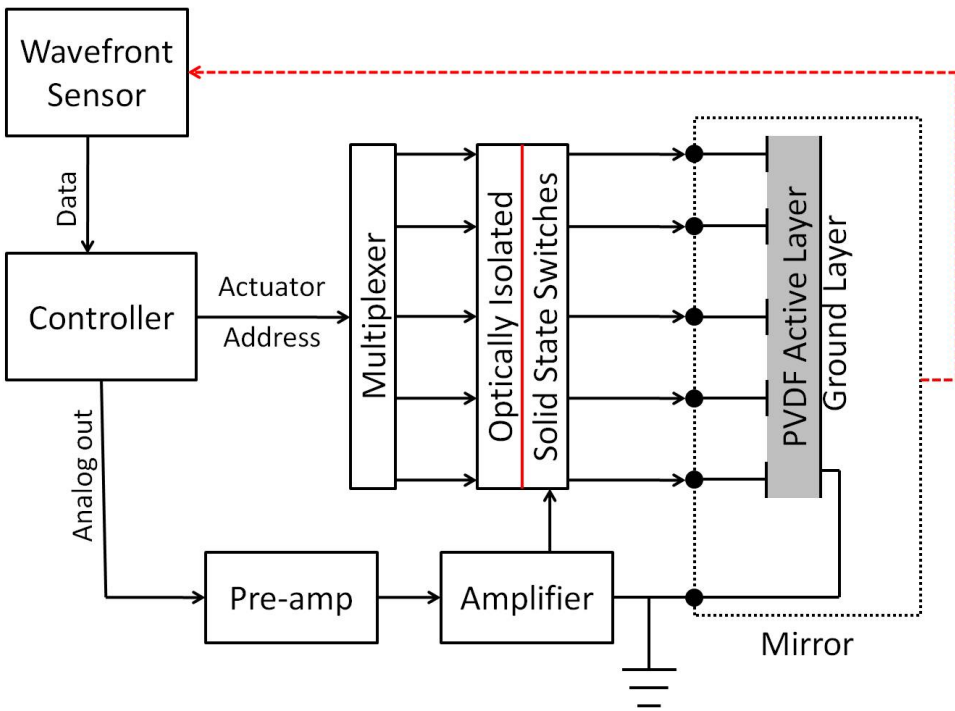 Wavefront
Sensor
Data
Controller
Actuator
Address
Analog out
Multiplexer
Optically Isolated
Solid State Switches
PVDF Active Layer
Ground Layer
Pre-amp
Amplifier
Mirror